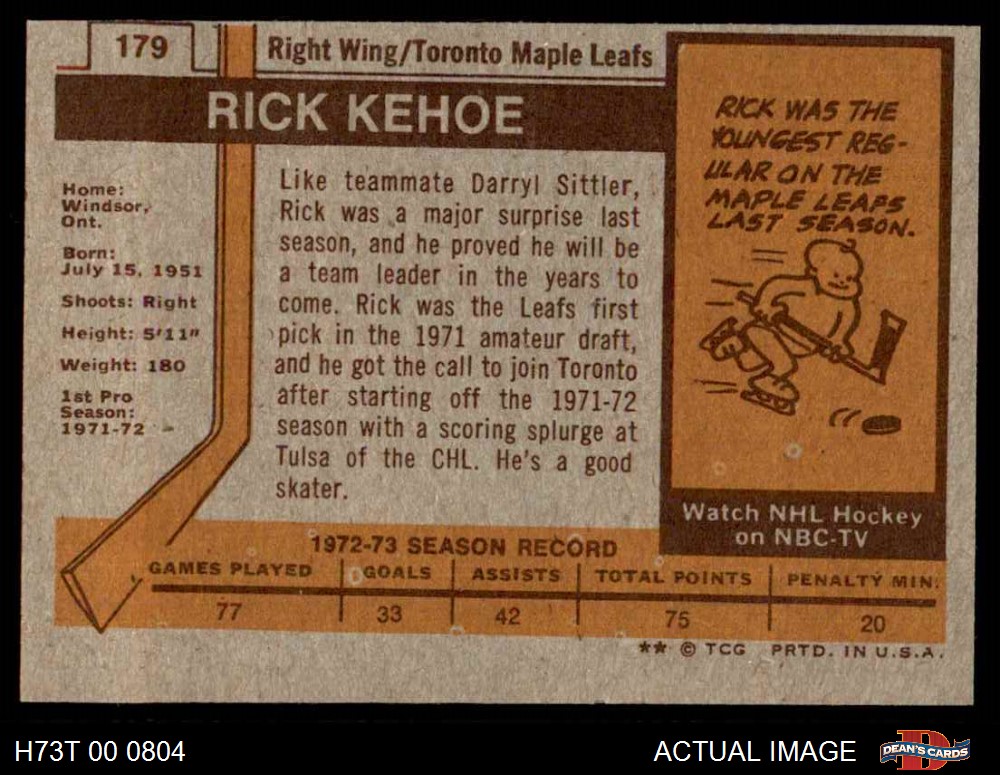 179
Right Wing/Toronto Maple Leafs
RICK KEHOE
Home:
Windsor,
Ont.
Born:
July 15, 1951
Shoots: Right
Height: 5'11"
Weight: 180
1st Pro
Season:
1971-72
Like teammate Darryl Sittler,
Rick was a major surprise last
season, and he proved he will be
a team leader in the years to
come. Rick was the Leafs first
pick in the 1971 amateur draft,
and he got the call to join Toronto
after starting off the 1971-72
season with a scoring splurge at
Tulsa of the CHL. He's a good
skater.
RICK WAS THE
YOUNGEST REG-
ULAR ON THE
MAPLE LEAFS
LAST SEASON.
Watch NHL Hockey
on NBC-TV
1972-73 SEASON RECORD
GAMES PLAYED GOALS ASSISTS TOTAL POINTS PENALTY MIN.
77 33 42 75 20
** © TCG PRTD. IN U.S.A.
H73T 00 0804
ACTUAL IMAGE
D
DEAN'S CARDS